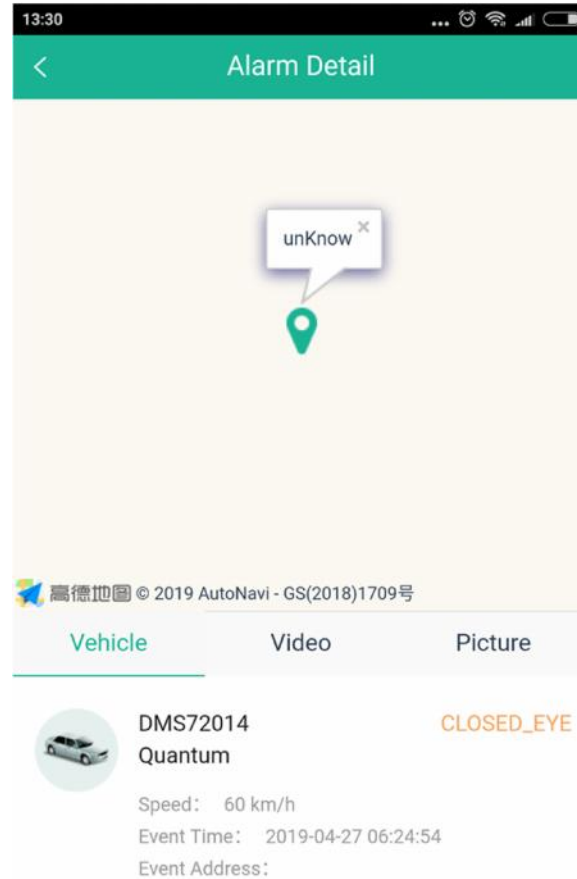 13:30
Alarm Detail
unKnow
高德地图 © 2019 AutoNavi - GS(2018)1709号
Vehicle Video Picture
DMS72014 CLOSED_EYE
Quantum
Speed： 60 km/h
Event Time： 2019-04-27 06:24:54
Event Address：